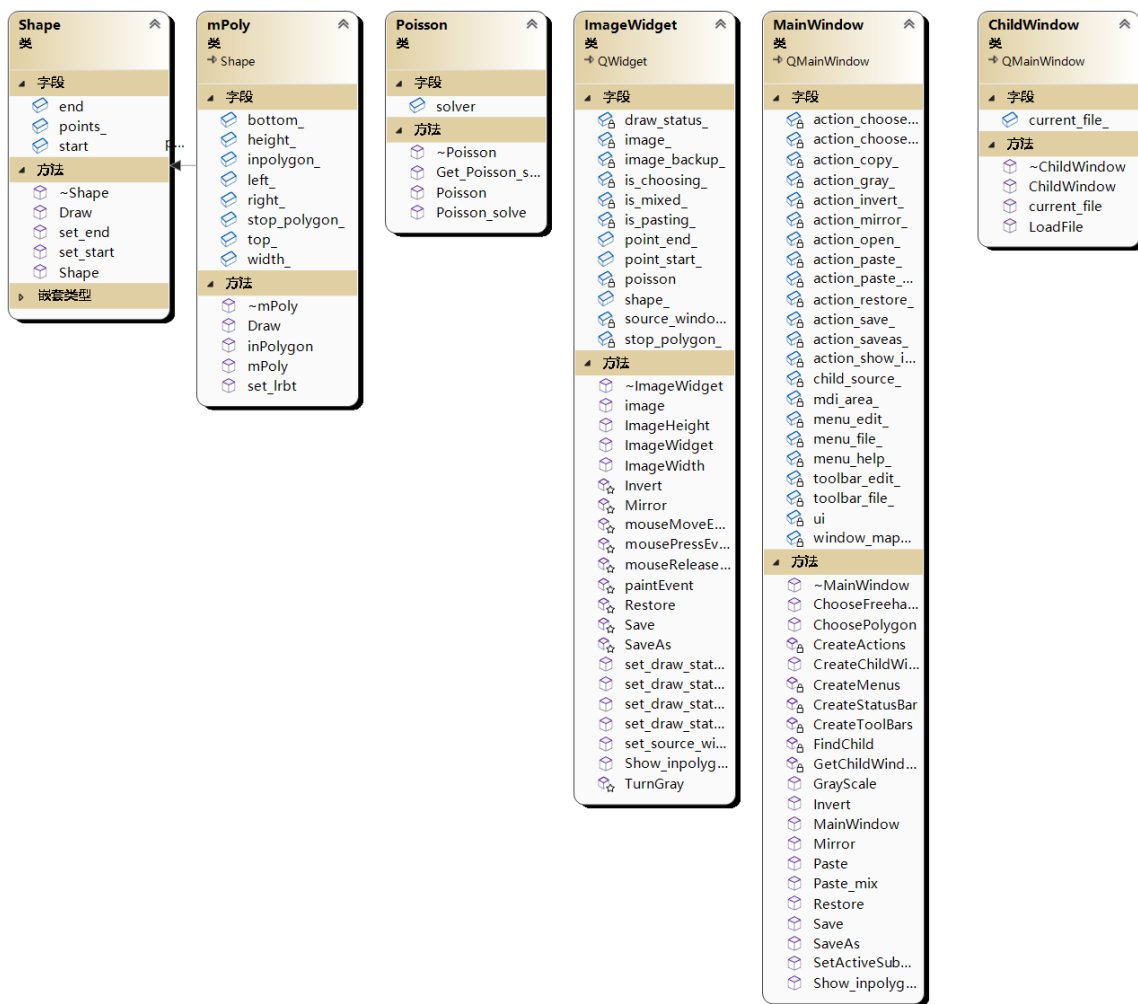 Shape
类
字段
end
points_
start
方法
~Shape
Draw
set_end
set_start
Shape
嵌套类型
p...
mPoly
类
Shape
字段
bottom_
height_
inpolygon_
left_
right_
stop_polygon_
top_
width_
方法
~mPoly
Draw
inPolygon
mPoly
set_lrbt
Poisson
类
字段
solver
方法
~Poisson
Get_Poisson_s...
Poisson
Poisson_solve
ImageWidget
类
QWidget
字段
draw_status_
image_
image_backup_
is_choosing_
is_mixed_
is_pasting_
point_end_
point_start_
poisson
shape_
source_windo...
stop_polygon_
方法
~ImageWidget
image
ImageHeight
ImageWidget
ImageWidth
Invert
Mirror
mouseMoveE...
mousePressEv...
mouseRelease...
paintEvent
Restore
Save
SaveAs
set_draw_stat...
set_draw_stat...
set_draw_stat...
set_draw_stat...
set_source_wi...
Show_inpolyg...
TurnGray
MainWindow
类
QMainWindow
字段
action_choose...
action_choose...
action_copy_
action_gray_
action_invert_
action_mirror_
action_open_
action_paste_
action_paste_...
action_restore_
action_save_
action_saveas_
action_show_i...
child_source_
mdi_area_
menu_edit_
menu_file_
menu_help_
toolbar_edit_
toolbar_file_
ui
window_map...
方法
~MainWindow
ChooseFreeha...
ChoosePolygon
CreateActions
CreateChildWi...
CreateMenus
CreateStatusBar
CreateToolBars
FindChild
GetChildWind...
GrayScale
Invert
MainWindow
Mirror
Paste
Paste_mix
Restore
Save
SaveAs
SetActiveSub...
Show_inpolyg...
ChildWindow
类
QMainWindow
字段
current_file_
方法
~ChildWindow
ChildWindow
current_file
LoadFile